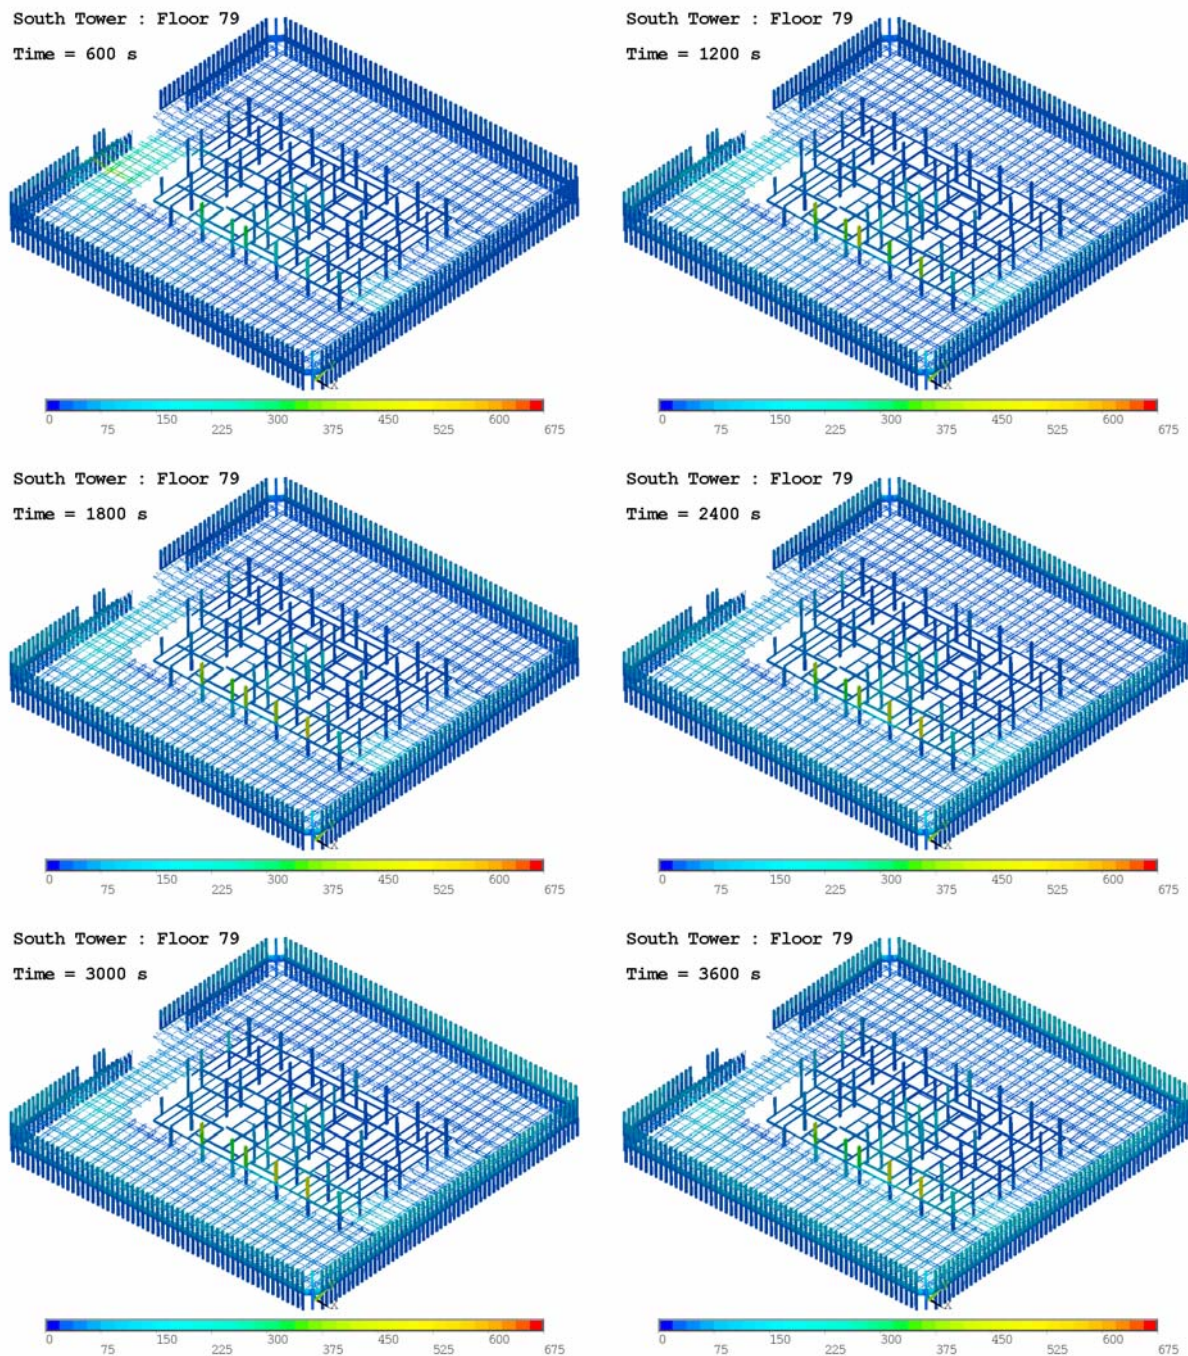 South Tower : Floor 79
Time = 600 s
0 75 150 225 300 375 450 525 600 675
X
South Tower : Floor 79
Time = 1200 s
0 75 150 225 300 375 450 525 600 675
X
South Tower : Floor 79
Time = 1800 s
0 75 150 225 300 375 450 525 600 675
X
South Tower : Floor 79
Time = 2400 s
0 75 150 225 300 375 450 525 600 675
X
South Tower : Floor 79
Time = 3000 s
0 75 150 225 300 375 450 525 600 675
X
South Tower : Floor 79
Time = 3600 s
0 75 150 225 300 375 450 525 600 675
X